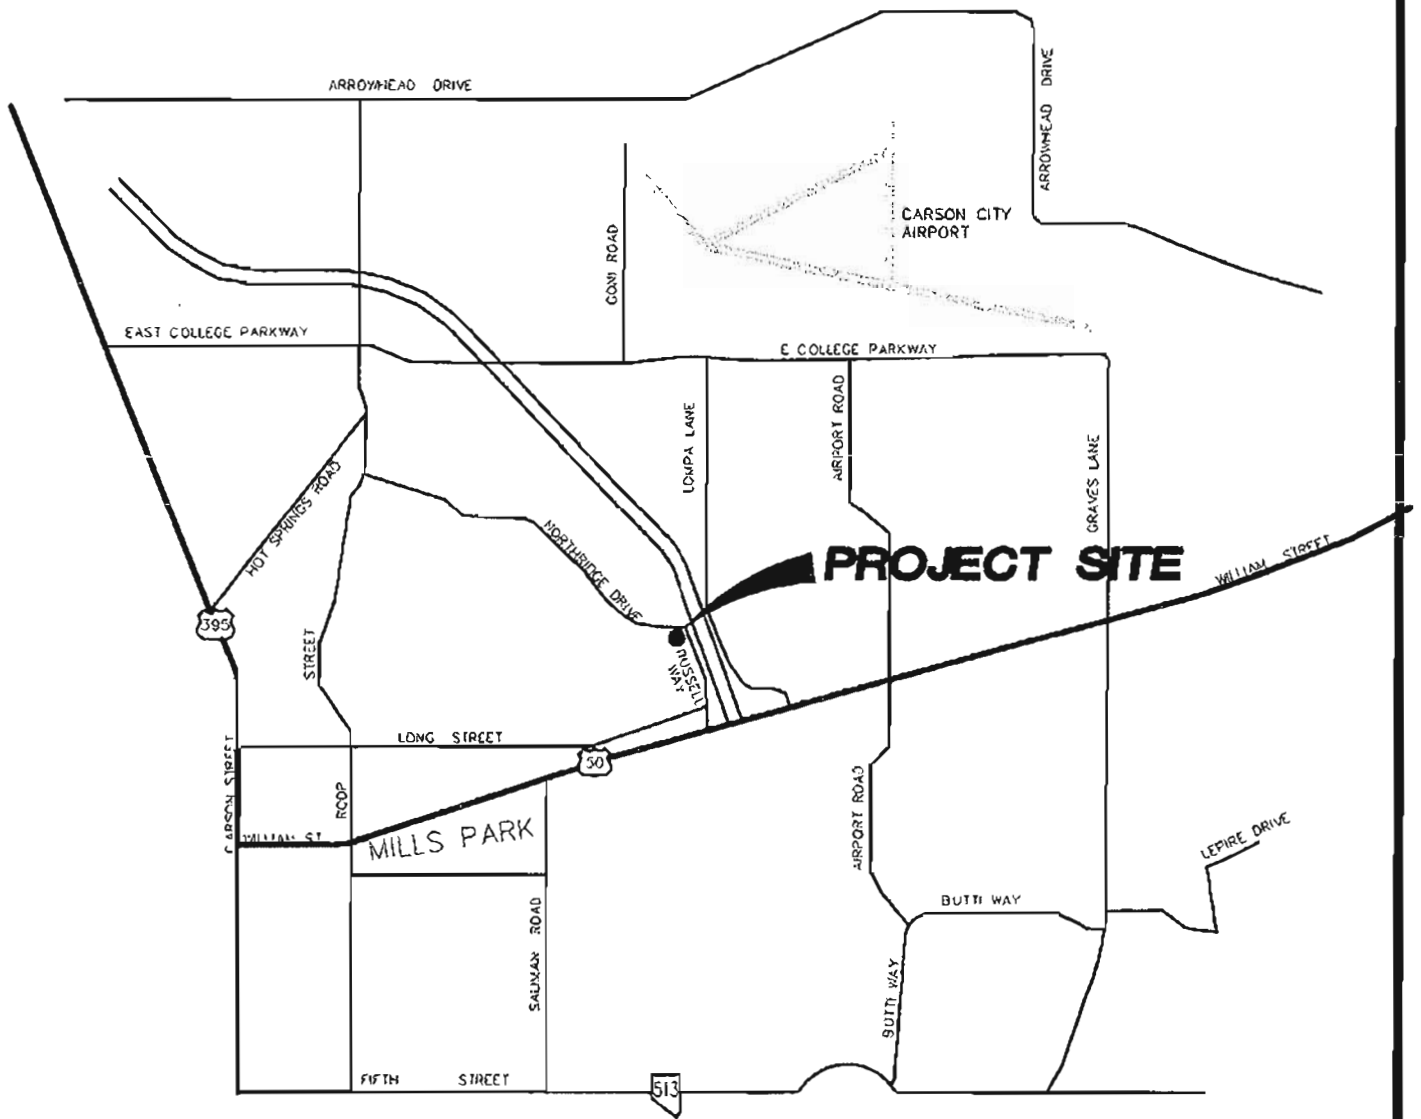 ARROWHEAD DRIVE
ARROWHEAD DRIVE
CARSON CITY
AIRPORT
GONI ROAD
EAST COLLEGE PARKWAY
E COLLEGE PARKWAY
LOMPA LANE
AIRPORT ROAD
GRAVES LANE
HOT SPRINGS ROAD
NORTHRIDGE DRIVE
PROJECT SITE
WILLIAM STREET
395
STREET
RUSSELL
WAY
LONG STREET
50
CARSON STREET
ROOP
WILLIAM ST
MILLS PARK
AIRPORT ROAD
LEPIRE DRIVE
SALIMAN ROAD
BUTTI WAY
BUTTI WAY
FIFTH STREET
513